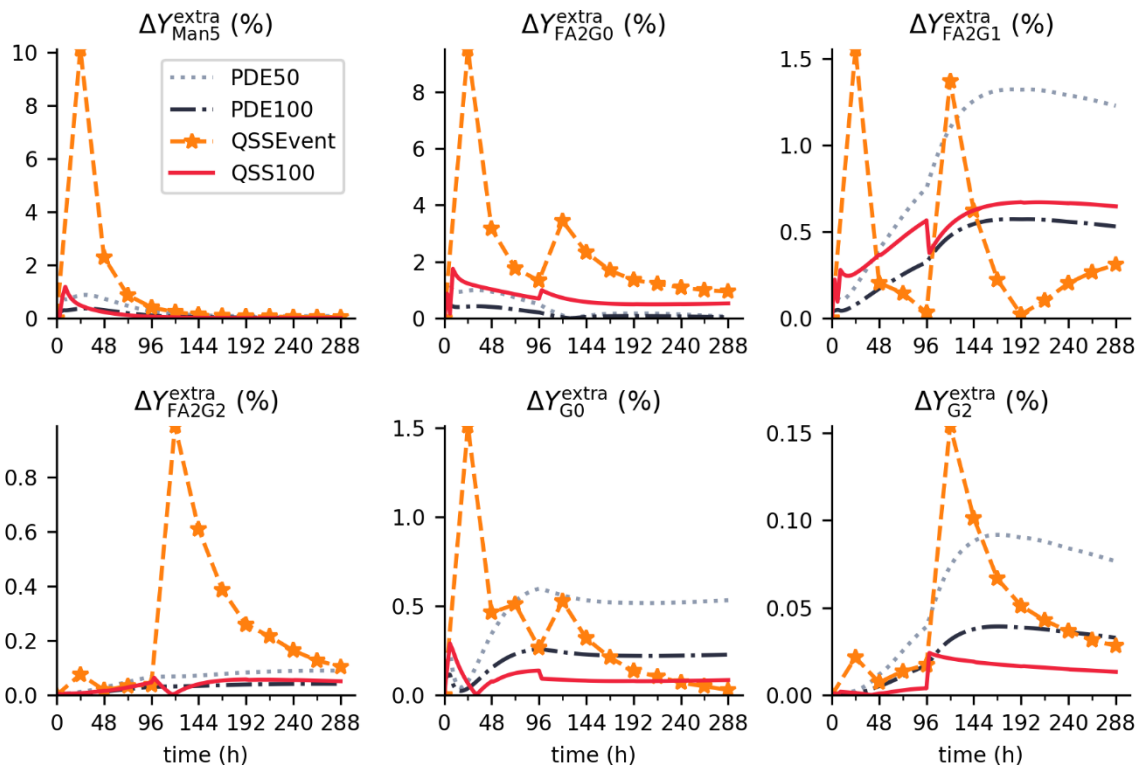 ΔY^extra_Man5 (%)
ΔY^extra_FA2G0 (%)
ΔY^extra_FA2G1 (%)
10
8
6
4
2
0
PDE50
PDE100
QSSEvent
QSS100
0 48 96 144 192 240 288
8
6
4
2
0
0 48 96 144 192 240 288
1.5
1.0
0.5
0.0
0 48 96 144 192 240 288
ΔY^extra_FA2G2 (%)
ΔY^extra_G0 (%)
ΔY^extra_G2 (%)
0.8
0.6
0.4
0.2
0.0
0 48 96 144 192 240 288
time (h)
1.5
1.0
0.5
0.0
0 48 96 144 192 240 288
time (h)
0.15
0.10
0.05
0.00
0 48 96 144 192 240 288
time (h)